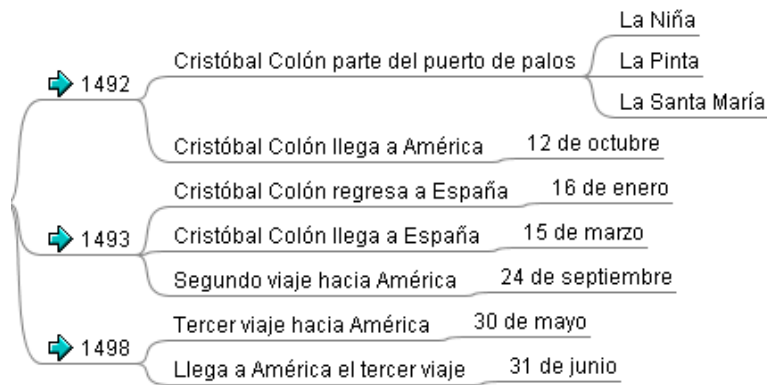 1492
Cristóbal Colón parte del puerto de palos
La Niña
La Pinta
La Santa María
Cristóbal Colón llega a América
12 de octubre
1493
Cristóbal Colón regresa a España
16 de enero
Cristóbal Colón llega a España
15 de marzo
Segundo viaje hacia América
24 de septiembre
1498
Tercer viaje hacia América
30 de mayo
Llega a América el tercer viaje
31 de junio